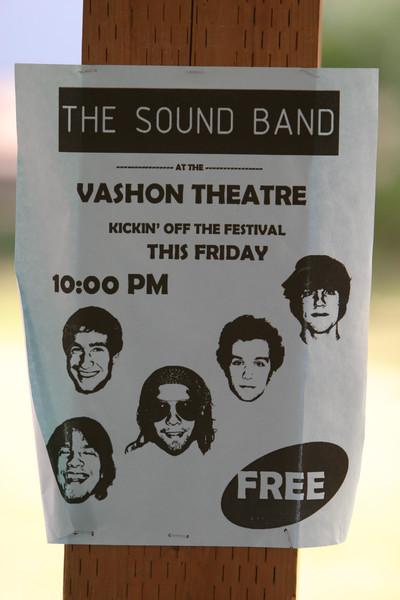 THE SOUND BAND
---------------- AT THE ----------------
VASHON THEATRE
KICKIN' OFF THE FESTIVAL
THIS FRIDAY
10:00 PM
FREE